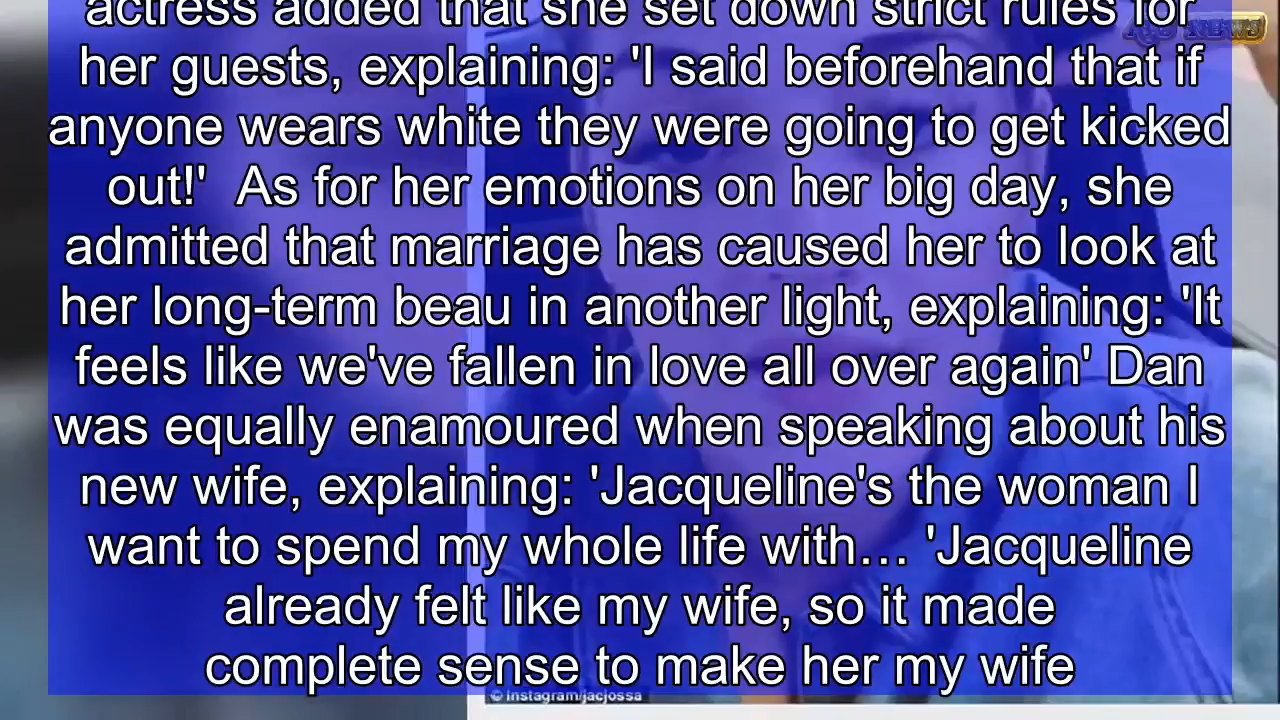 actress added that she set down strict rules for
her guests, explaining: 'I said beforehand that if
anyone wears white they were going to get kicked
out!'  As for her emotions on her big day, she
admitted that marriage has caused her to look at
her long-term beau in another light, explaining: 'It
feels like we've fallen in love all over again' Dan
was equally enamoured when speaking about his
new wife, explaining: 'Jacqueline's the woman I
want to spend my whole life with… 'Jacqueline
already felt like my wife, so it made
complete sense to make her my wife
© Instagram/jacjossa
NEWS